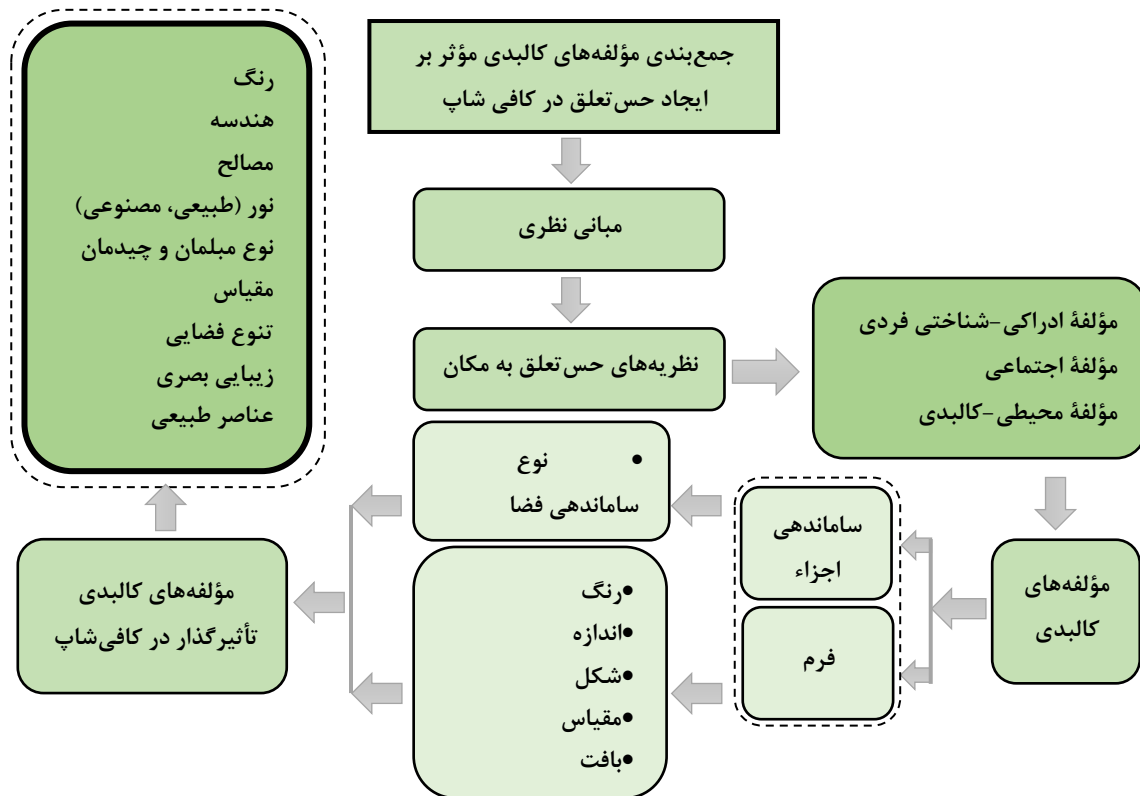 جمع‌بندی مؤلفه‌های کالبدی مؤثر بر
ایجاد حس‌تعلق در کافی شاپ
مبانی نظری
نظریه‌های حس‌تعلق به مکان
مؤلفهٔ ادراکی-شناختی فردی
مؤلفهٔ اجتماعی
مؤلفهٔ محیطی-کالبدی
مؤلفه‌های
کالبدی
ساماندهی
اجزاء
فرم
• نوع
ساماندهی فضا
•رنگ
•اندازه
•شکل
•مقیاس
•بافت
مؤلفه‌های کالبدی
تأثیرگذار در کافی‌شاپ
رنگ
هندسه
مصالح
نور (طبیعی، مصنوعی)
نوع مبلمان و چیدمان
مقیاس
تنوع فضایی
زیبایی بصری
عناصر طبیعی